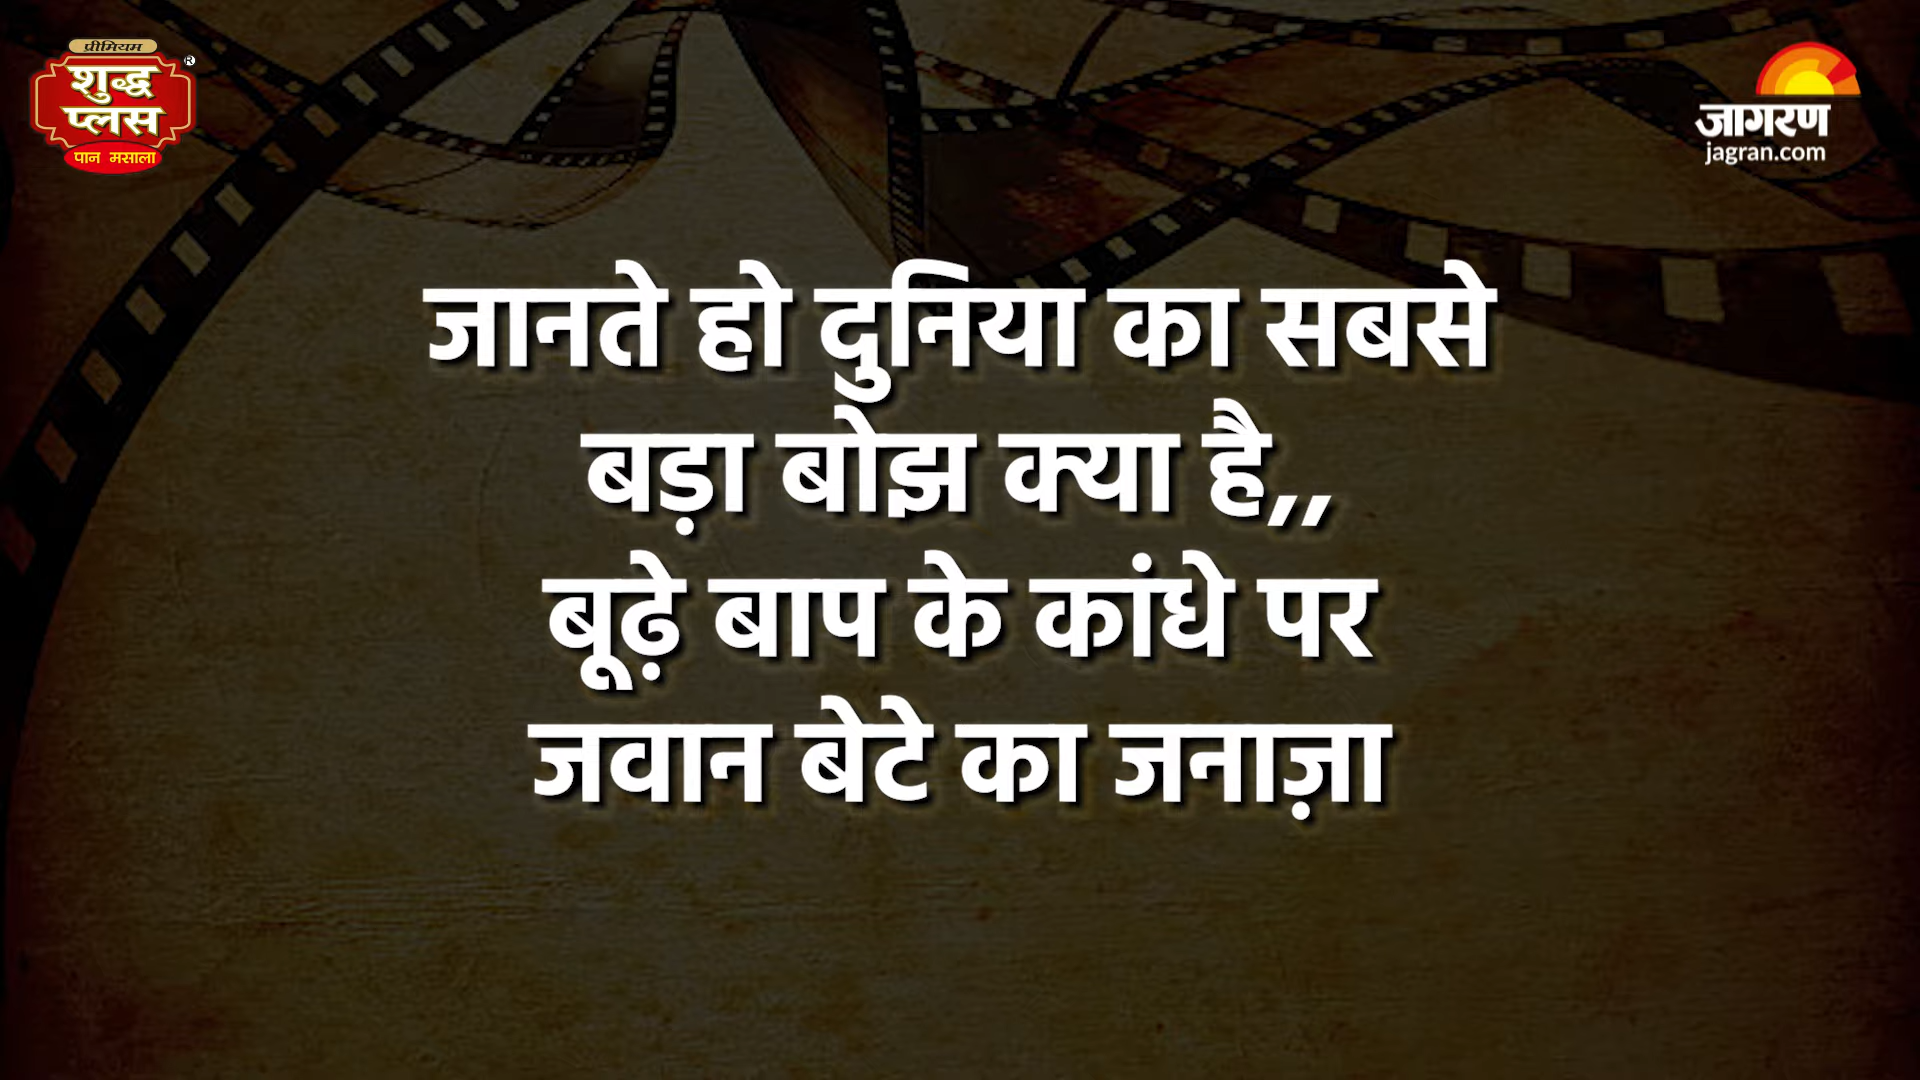 प्रीमियम
शुद्ध
प्लस
पान मसाला
®
जागरण
jagran.com
जानते हो दुनिया का सबसे
बड़ा बोझ क्या है,,
बूढ़े बाप के कांधे पर
जवान बेटे का जनाज़ा